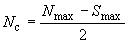 N_c = (N_max − S_max) / 2